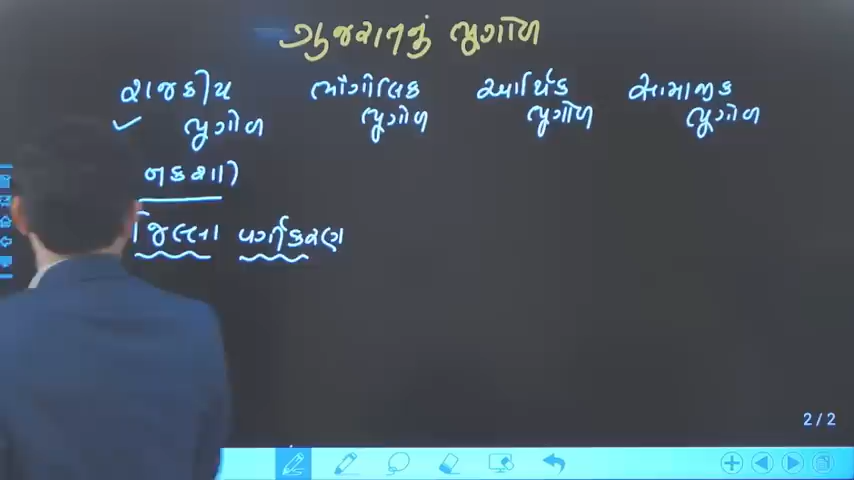 ગુજરાતનું ભુગોળ
રાજકીય ભુગોળ
ભૌગોલિક ભુગોળ
આર્થિક ભુગોળ
સામાજીક ભુગોળ
નકશા
જિલ્લા વર્ગીકરણ
2/2